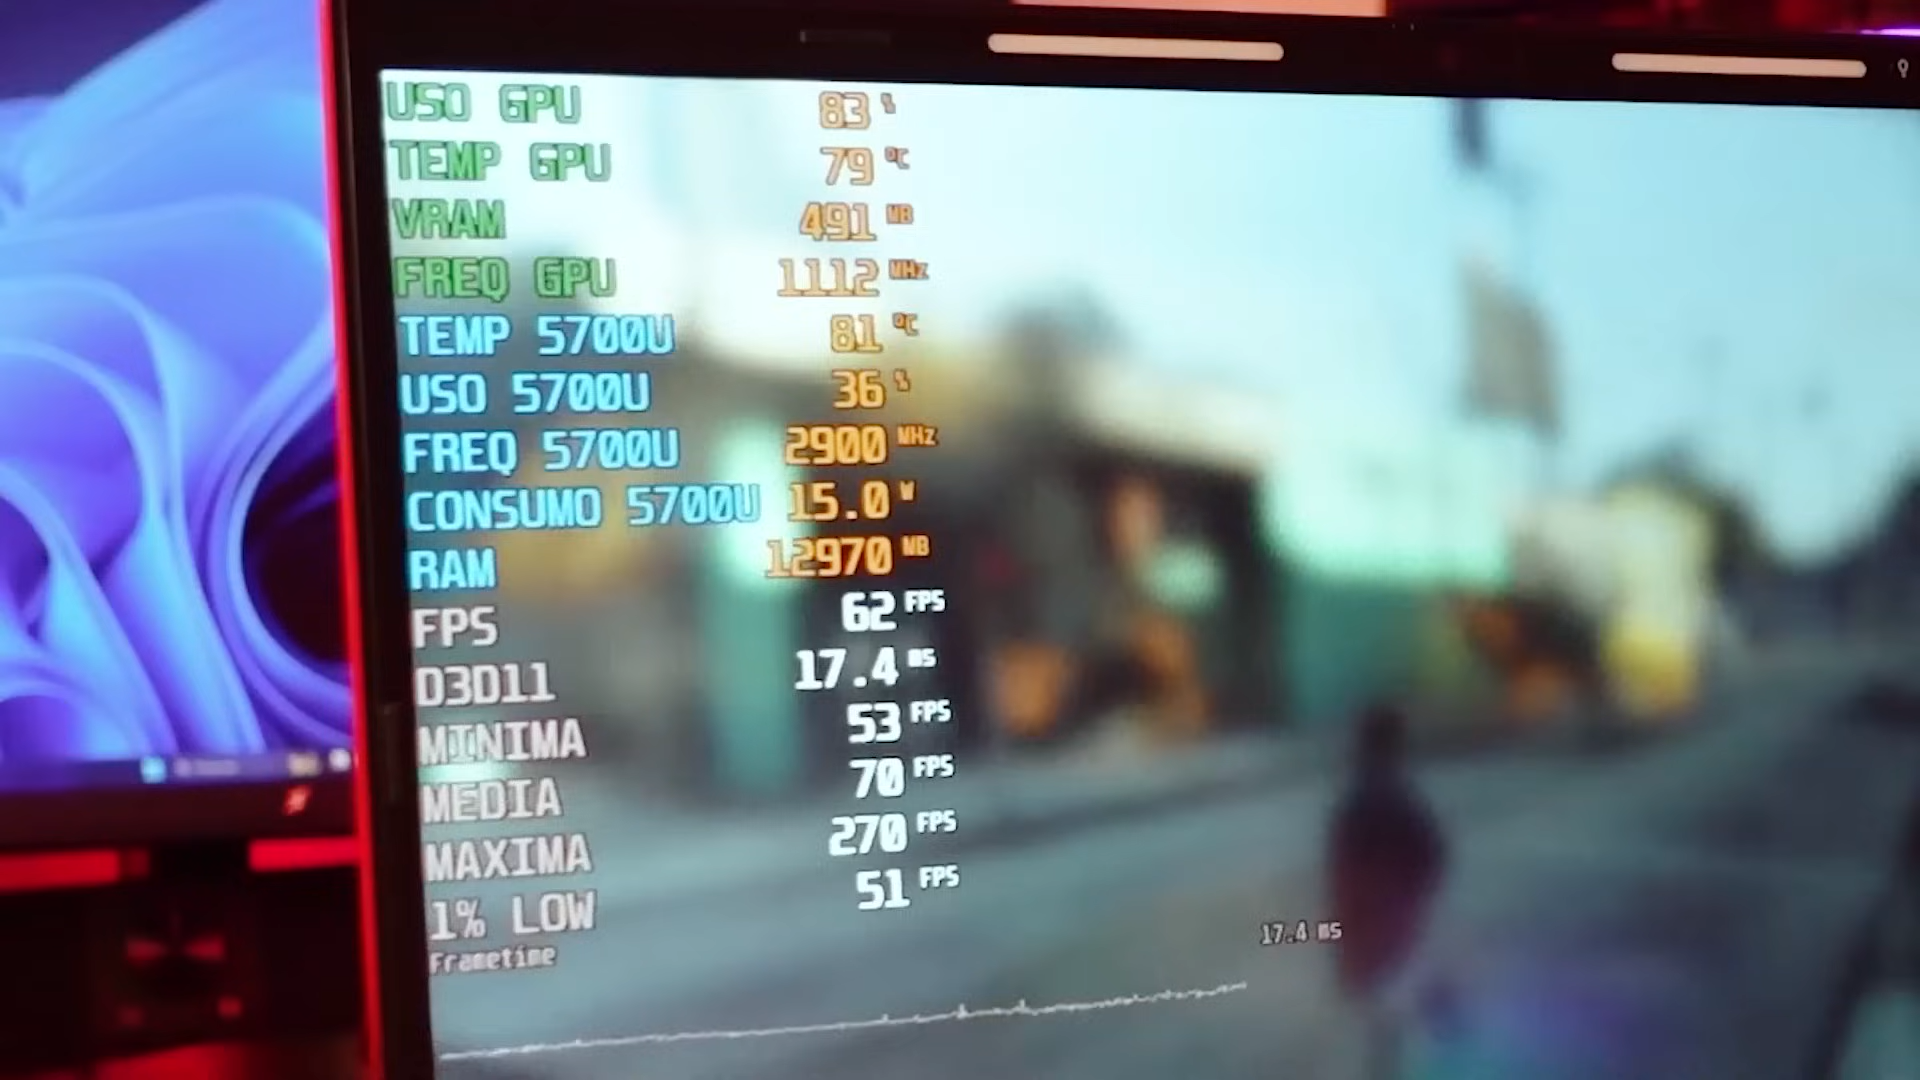 USO GPU 83 %
TEMP GPU 79 °C
VRAM 491 MB
FREQ GPU 1112 MHz
TEMP 5700U 81 °C
USO 5700U 36 %
FREQ 5700U 2900 MHz
CONSUMO 5700U 15.0 W
RAM 12970 MB
FPS 62 FPS
D3D11 17.4 ms
MINIMA 53 FPS
MEDIA 70 FPS
MAXIMA 270 FPS
1% LOW 51 FPS
Frametime
17.4 ms